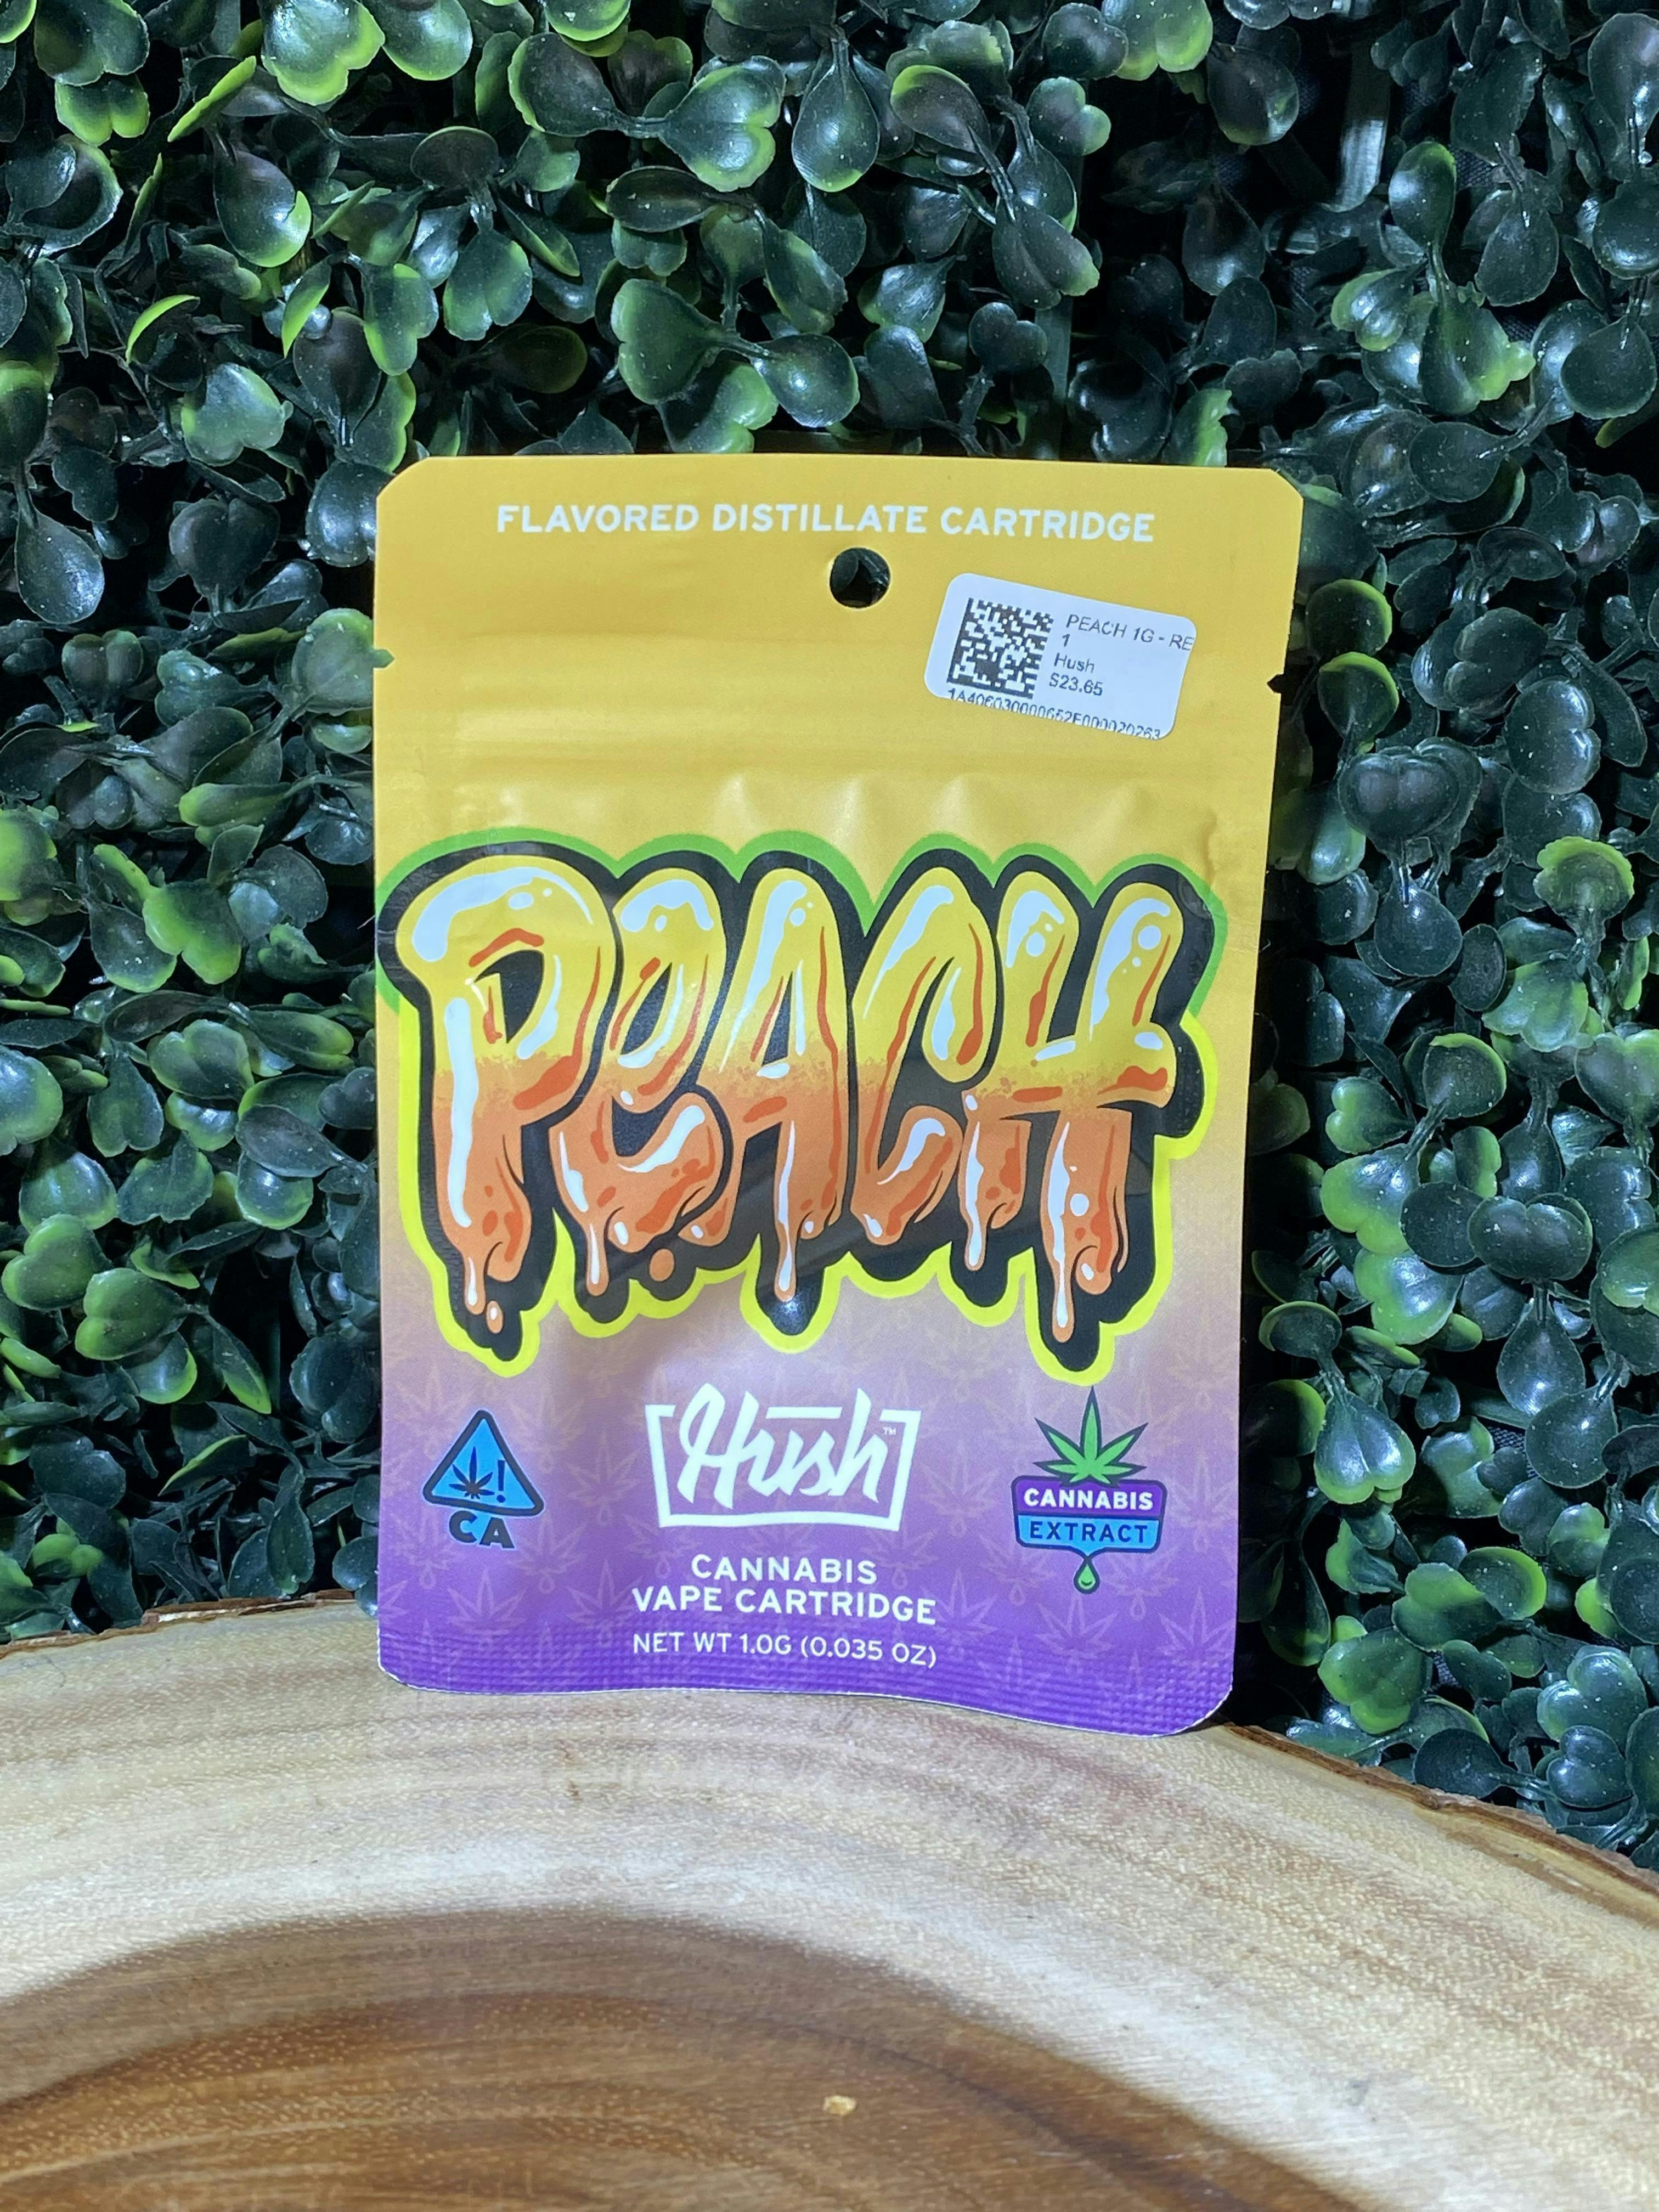 FLAVORED DISTILLATE CARTRIDGE
PEACH 1G - RE
1
Hush
$23.65
PEACH
Hush™
CA
CANNABIS
EXTRACT
CANNABIS
VAPE CARTRIDGE
NET WT 1.0G (0.035 OZ)